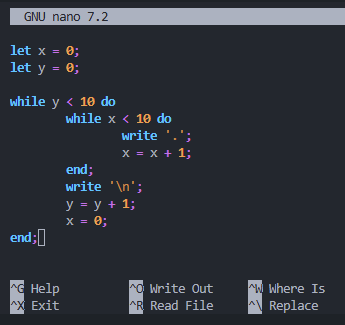 GNU nano 7.2
let x = 0;
let y = 0;
while y < 10 do
while x < 10 do
write '.';
x = x + 1;
end;
write '\n';
y = y + 1;
x = 0;
end;
^G Help ^O Write Out ^W Where Is
^X Exit ^R Read File ^\ Replace